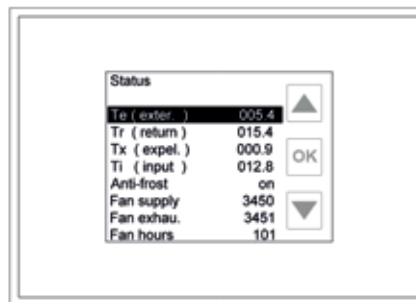 Status
Te ( exter. ) 005.4
Tr ( return ) 015.4
Tx ( expel. ) 000.9
Ti ( input ) 012.8
Anti-frost on
Fan supply 3450
Fan exhau. 3451
Fan hours 101
OK